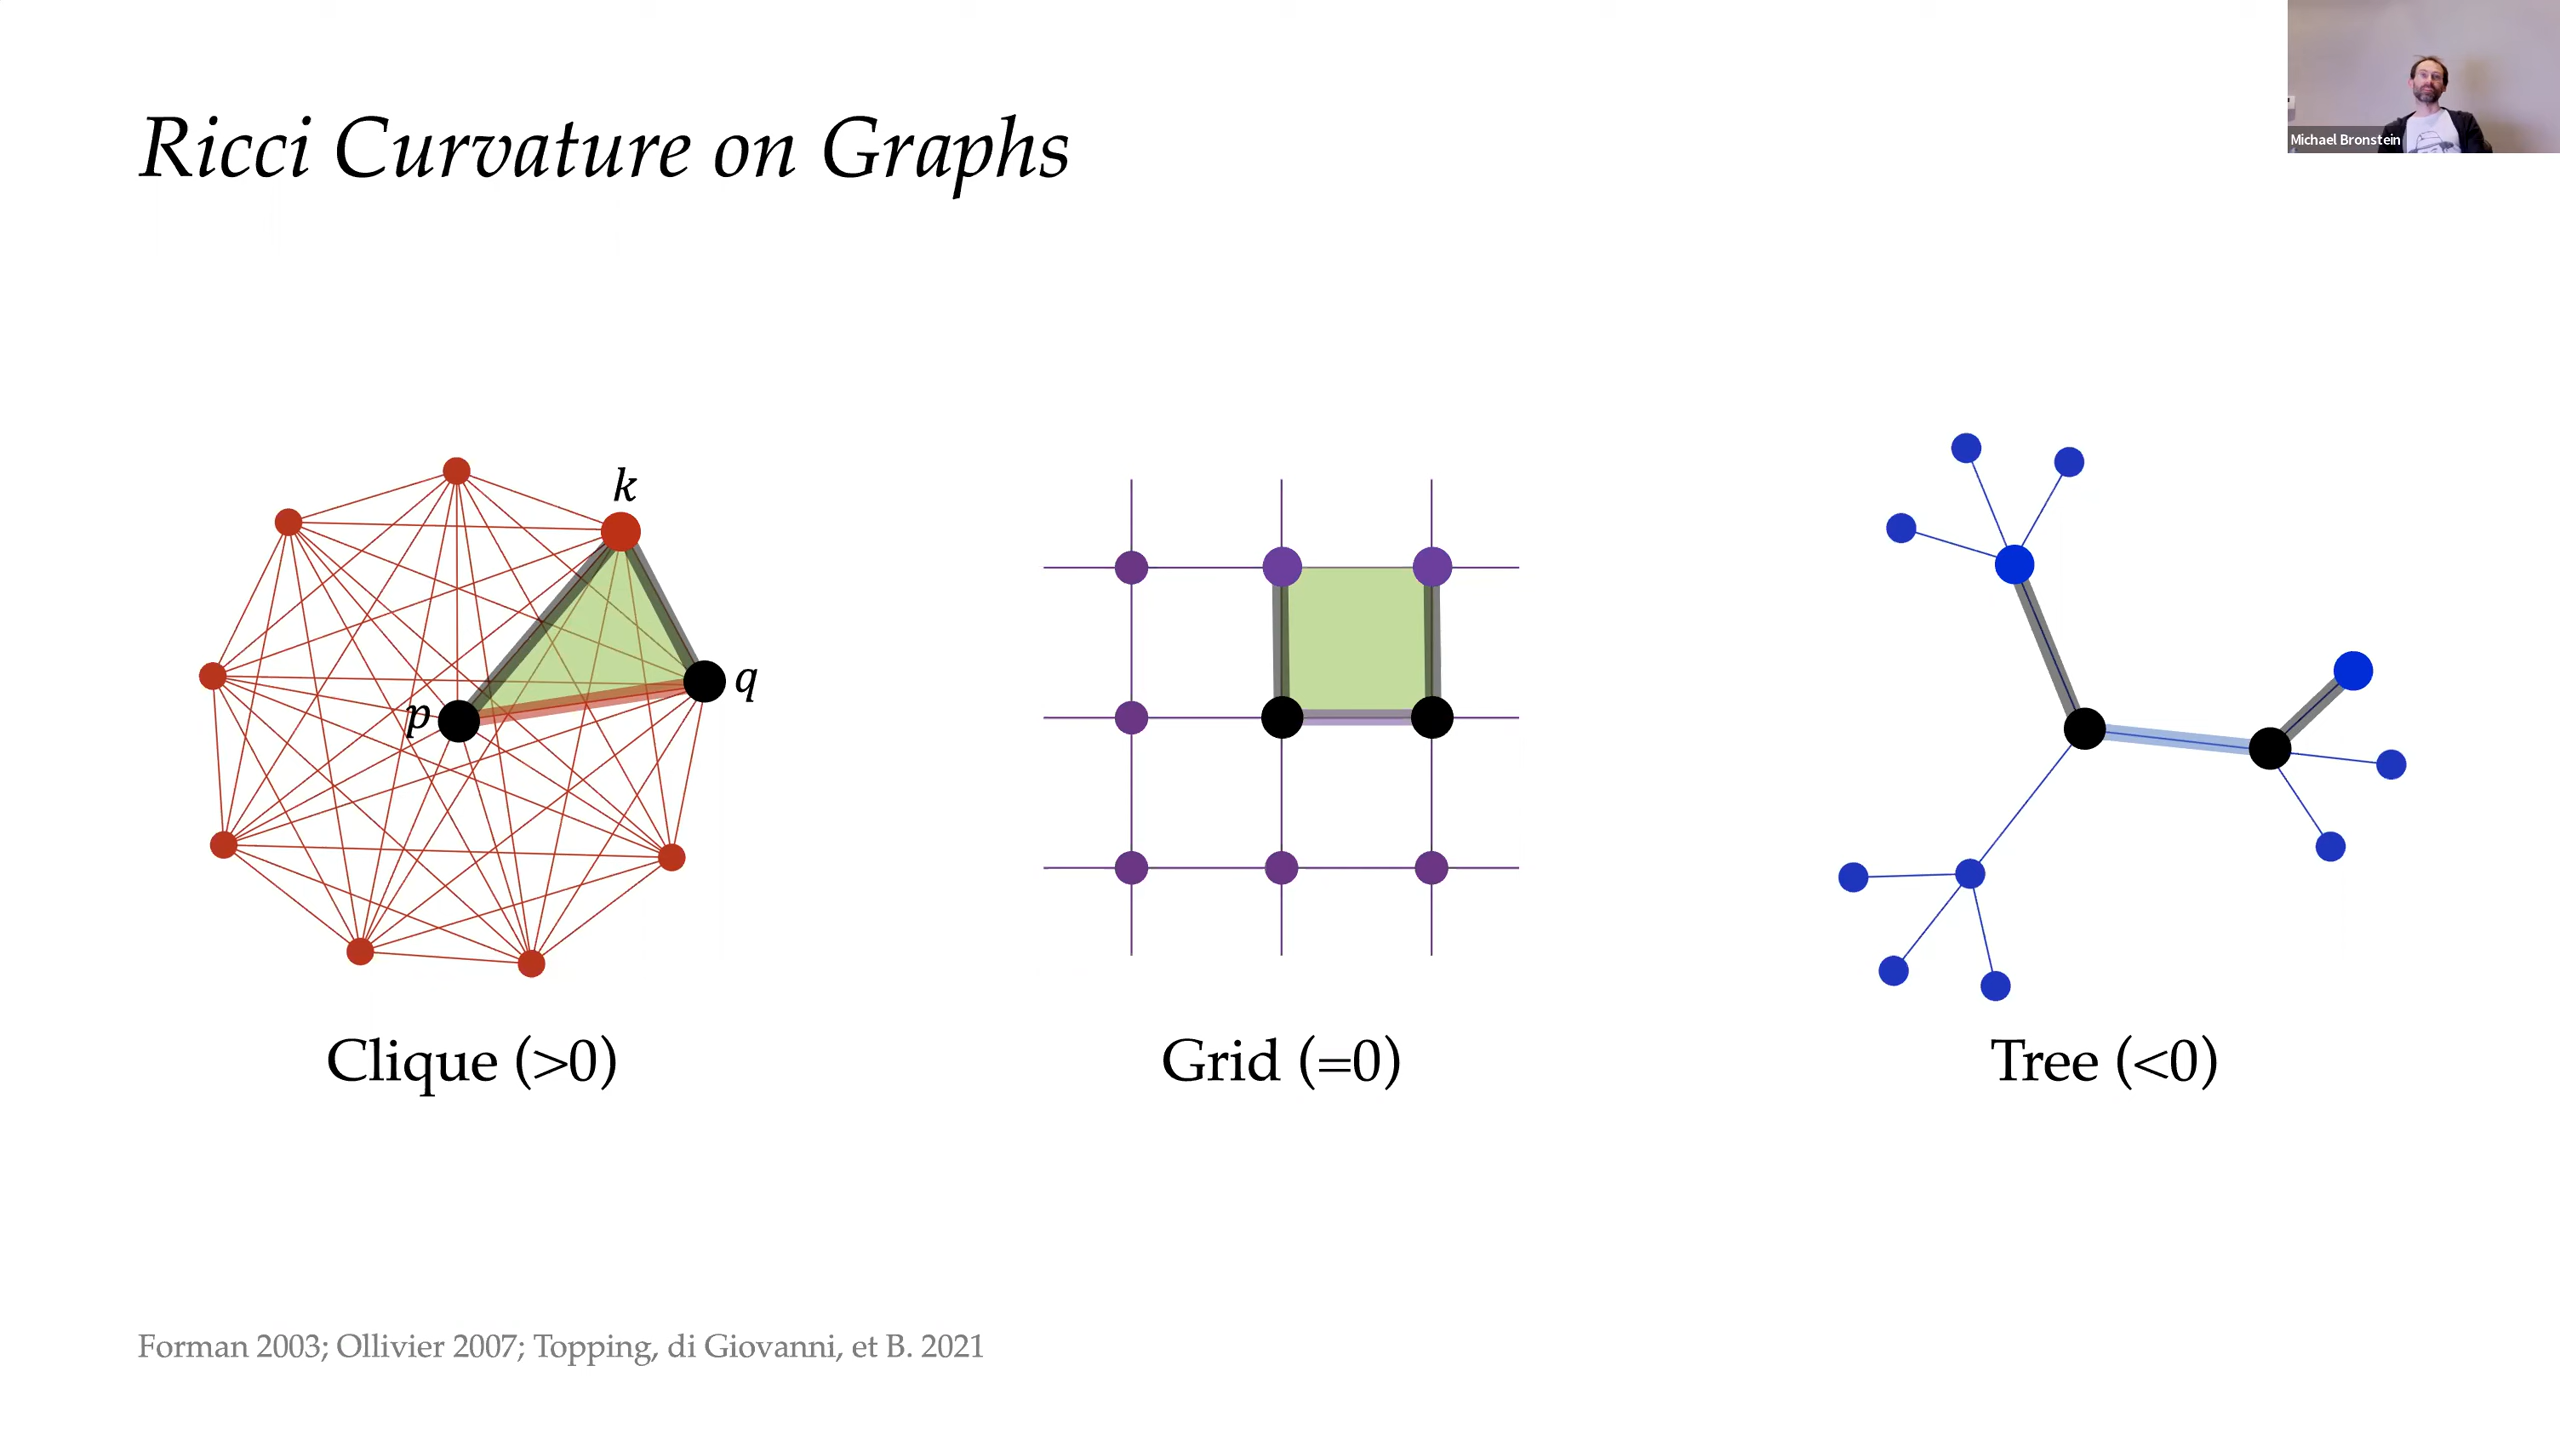 Michael Bronstein
Ricci Curvature on Graphs
k
q
p
Clique (>0)
Grid (=0)
Tree (<0)
Forman 2003; Ollivier 2007; Topping, di Giovanni, et B. 2021